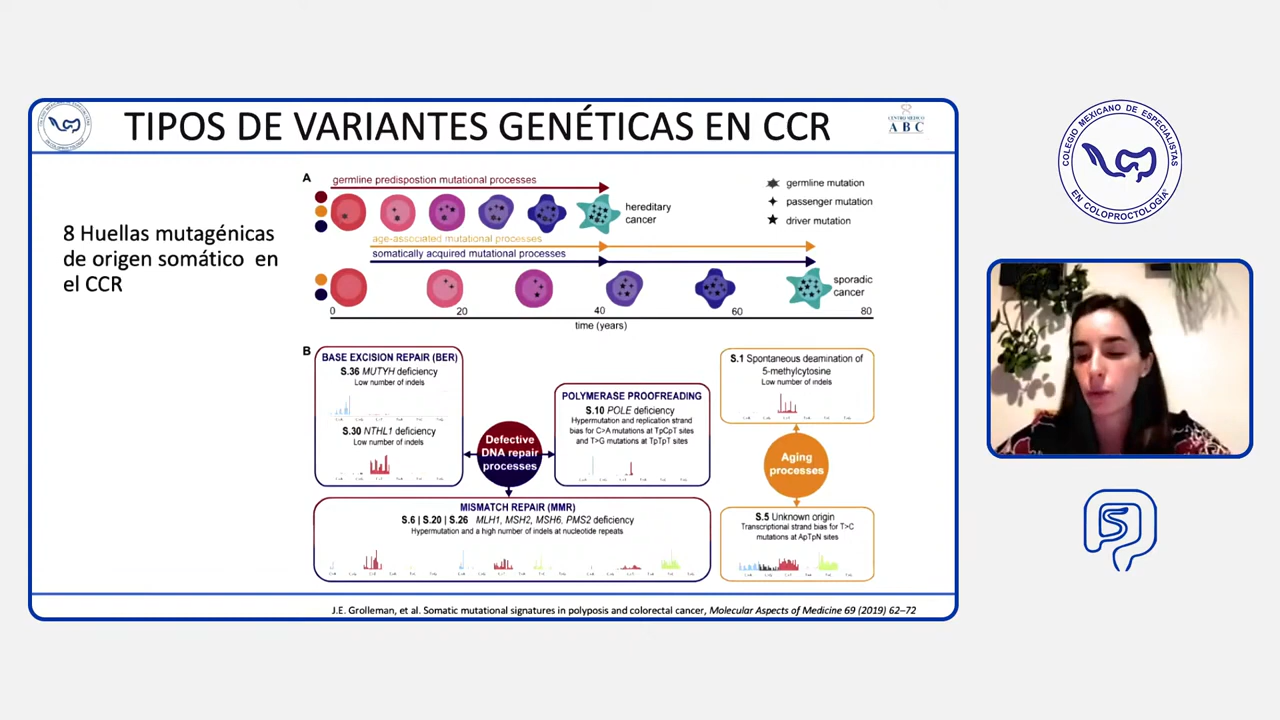 TIPOS DE VARIANTES GENÉTICAS EN CCR
CENTRO MÉDICO
ABC
8 Huellas mutagénicas
de origen somático en
el CCR
A
germline predispostion mutational processes
hereditary
cancer
germline mutation
passenger mutation
driver mutation
age-associated mutational processes
somatically acquired mutational processes
sporadic
cancer
0 20 40 60 80
time (years)
B
BASE EXCISION REPAIR (BER)
S.36 MUTYH deficiency
Low number of indels
S.30 NTHL1 deficiency
Low number of indels
Defective
DNA repair
processes
POLYMERASE PROOFREADING
S.10 POLE deficiency
Hypermutation and replication strand
bias for C>A mutations at TpCpT sites
and T>G mutations at TpTpT sites
MISMATCH REPAIR (MMR)
S.6 | S.20 | S.26 MLH1, MSH2, MSH6, PMS2 deficiency
Hypermutation and a high number of indels at nucleotide repeats
S.1 Spontaneous deamination of
5-methylcytosine
Low number of indels
Aging
processes
S.5 Unknown origin
Transcriptional strand bias for T>C
mutations at ApTpN sites
J.E. Grolleman, et al. Somatic mutational signatures in polyposis and colorectal cancer, Molecular Aspects of Medicine 69 (2019) 62–72
COLEGIO MEXICANO DE ESPECIALISTAS
EN COLOPROCTOLOGIA